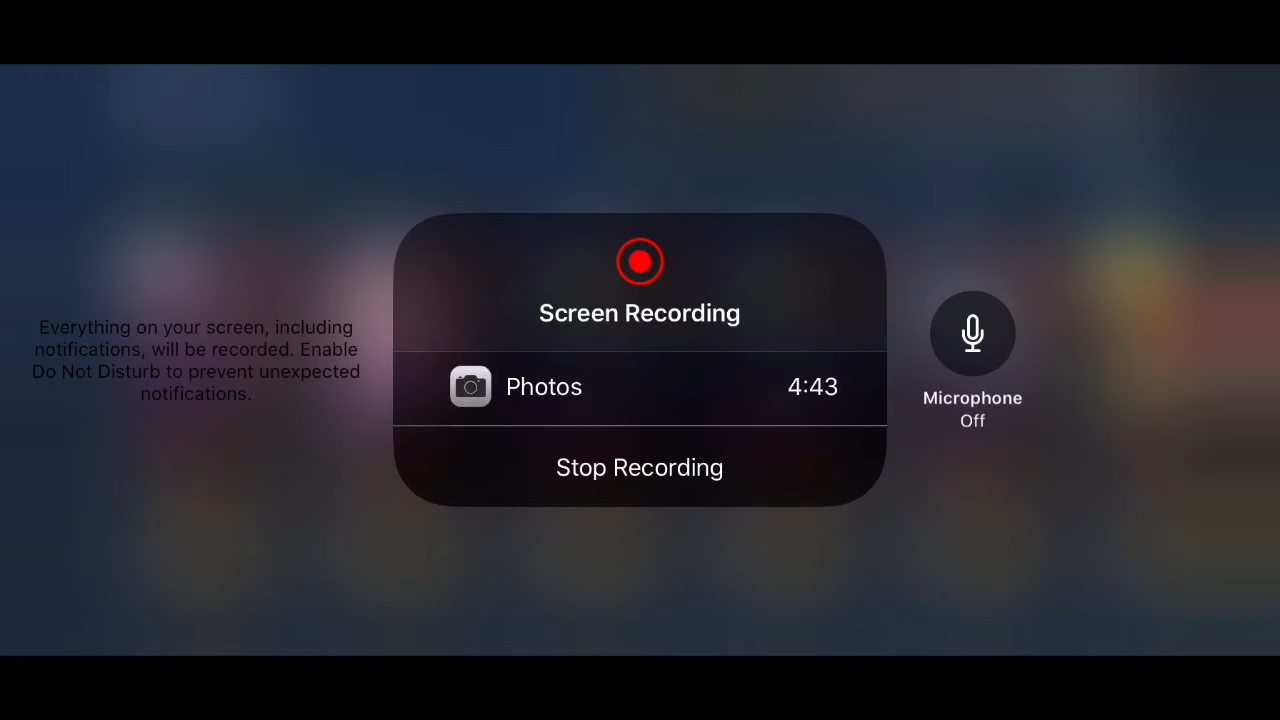 Everything on your screen, including
notifications, will be recorded. Enable
Do Not Disturb to prevent unexpected
notifications.
Screen Recording
Photos 4:43
Stop Recording
Microphone
Off